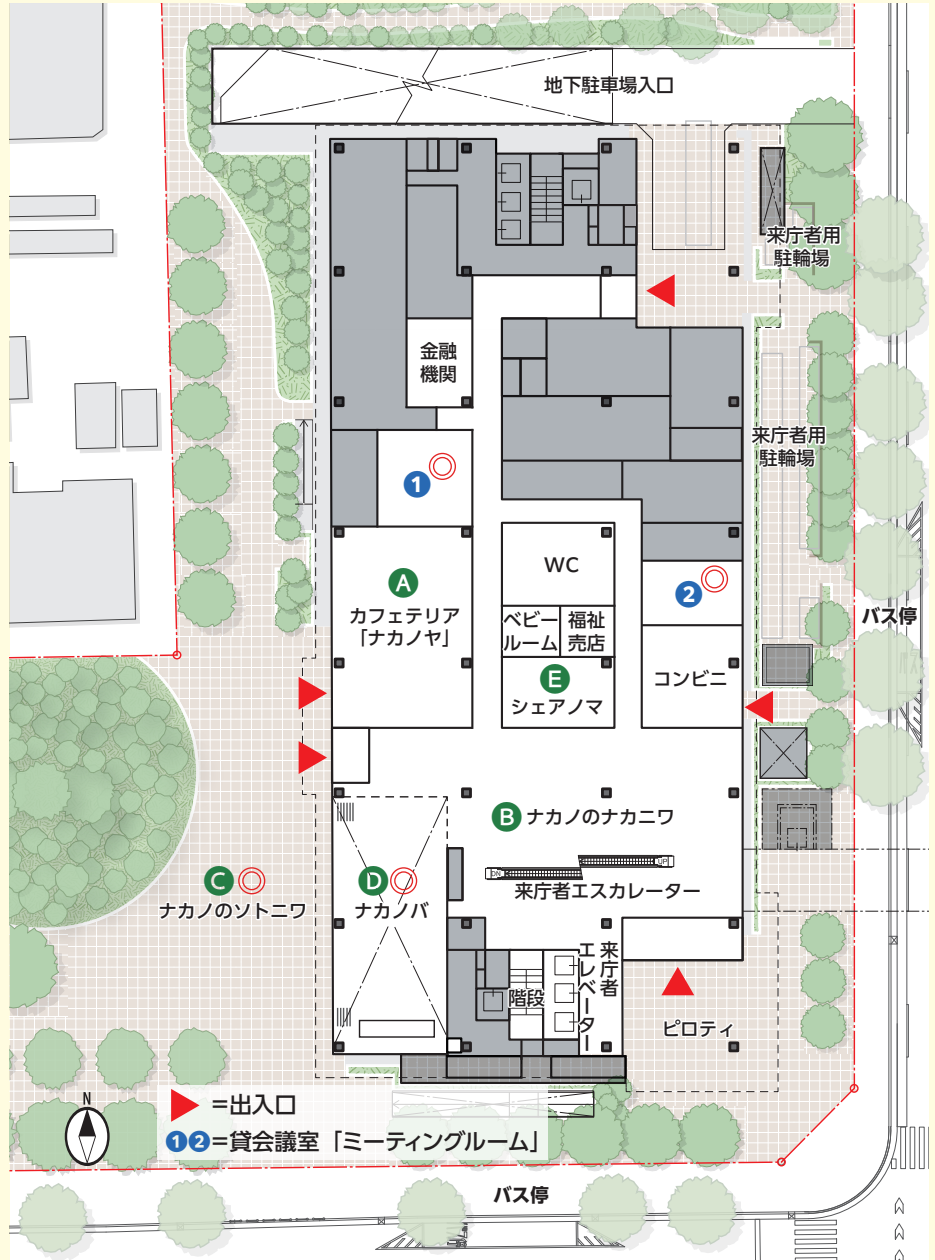 地下駐車場入口
来庁者用
駐輪場
金融
機関
来庁者用
駐輪場
1
WC
A
カフェテリア
「ナカノヤ」
2
ベビー
ルーム
福祉
売店
バス停
E
シェアノマ
コンビニ
B ナカノのナカニワ
UP
DN
来庁者エスカレーター
C
ナカノのソトニワ
D
ナカノバ
来庁者
エレベーター
階段
ピロティ
N
=出入口
12=貸会議室「ミーティングルーム」
バス停